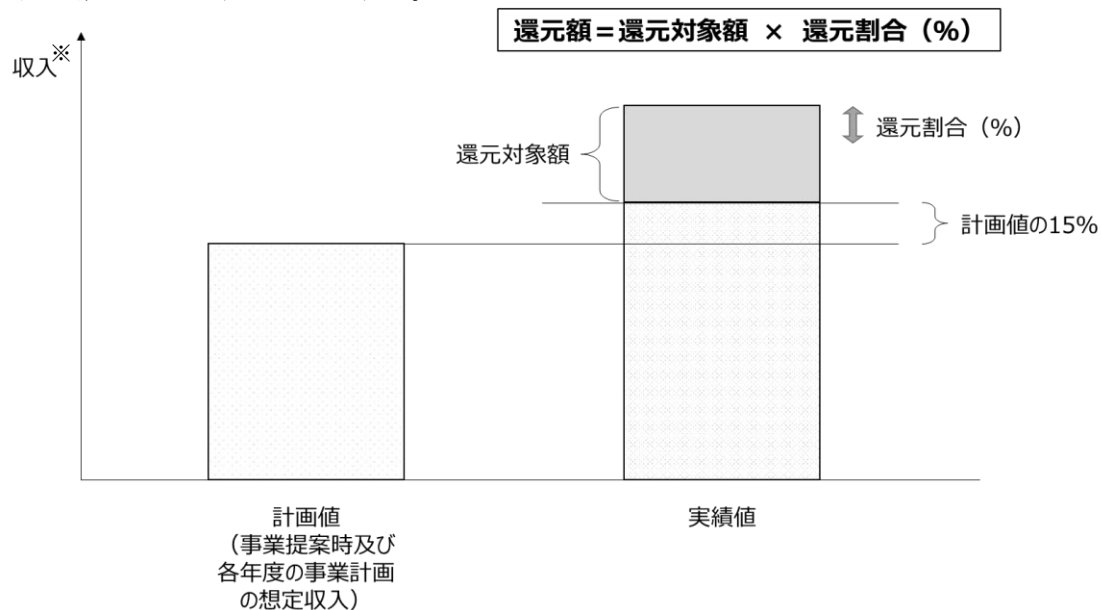 還元額＝還元対象額 × 還元割合（%）
収入※
還元割合（%）
還元対象額
計画値の15%
計画値
（事業提案時及び
各年度の事業計画
の想定収入）
実績値